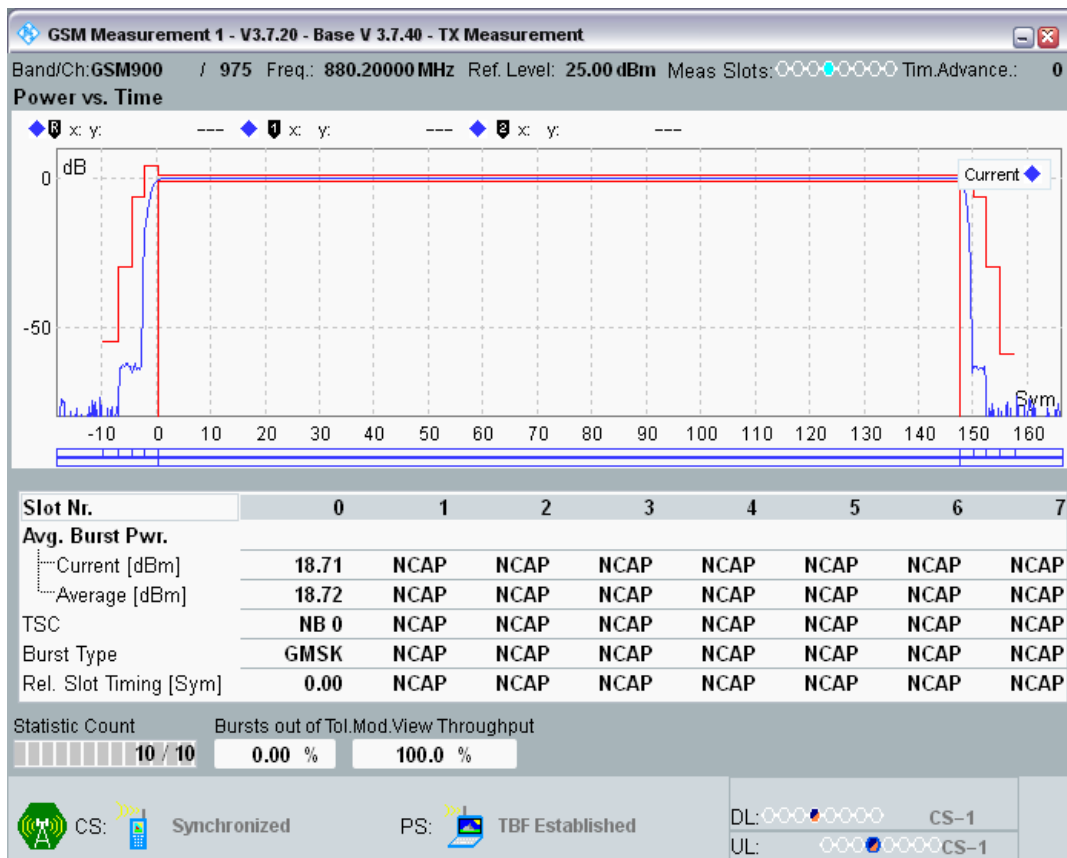 GSM Measurement 1 - V3.7.20 - Base V 3.7.40 - TX Measurement
Band/Ch:GSM900 / 975 Freq.: 880.20000 MHz Ref. Level: 25.00 dBm Meas Slots: Tim.Advance.: 0
Power vs. Time
R x: y: --- 1 x: y: --- 2 x: y: ---
dB
0
Current
-50
Sym
-10 0 10 20 30 40 50 60 70 80 90 100 110 120 130 140 150 160
Slot Nr. 0 1 2 3 4 5 6 7
Avg. Burst Pwr.
Current [dBm] 18.71 NCAP NCAP NCAP NCAP NCAP NCAP NCAP
Average [dBm] 18.72 NCAP NCAP NCAP NCAP NCAP NCAP NCAP
TSC NB 0 NCAP NCAP NCAP NCAP NCAP NCAP NCAP
Burst Type GMSK NCAP NCAP NCAP NCAP NCAP NCAP NCAP
Rel. Slot Timing [Sym] 0.00 NCAP NCAP NCAP NCAP NCAP NCAP NCAP
Statistic Count Bursts out of Tol.Mod.View Throughput
10 / 10 0.00 % 100.0 %
CS: Synchronized PS: TBF Established DL: CS-1
UL: CS-1